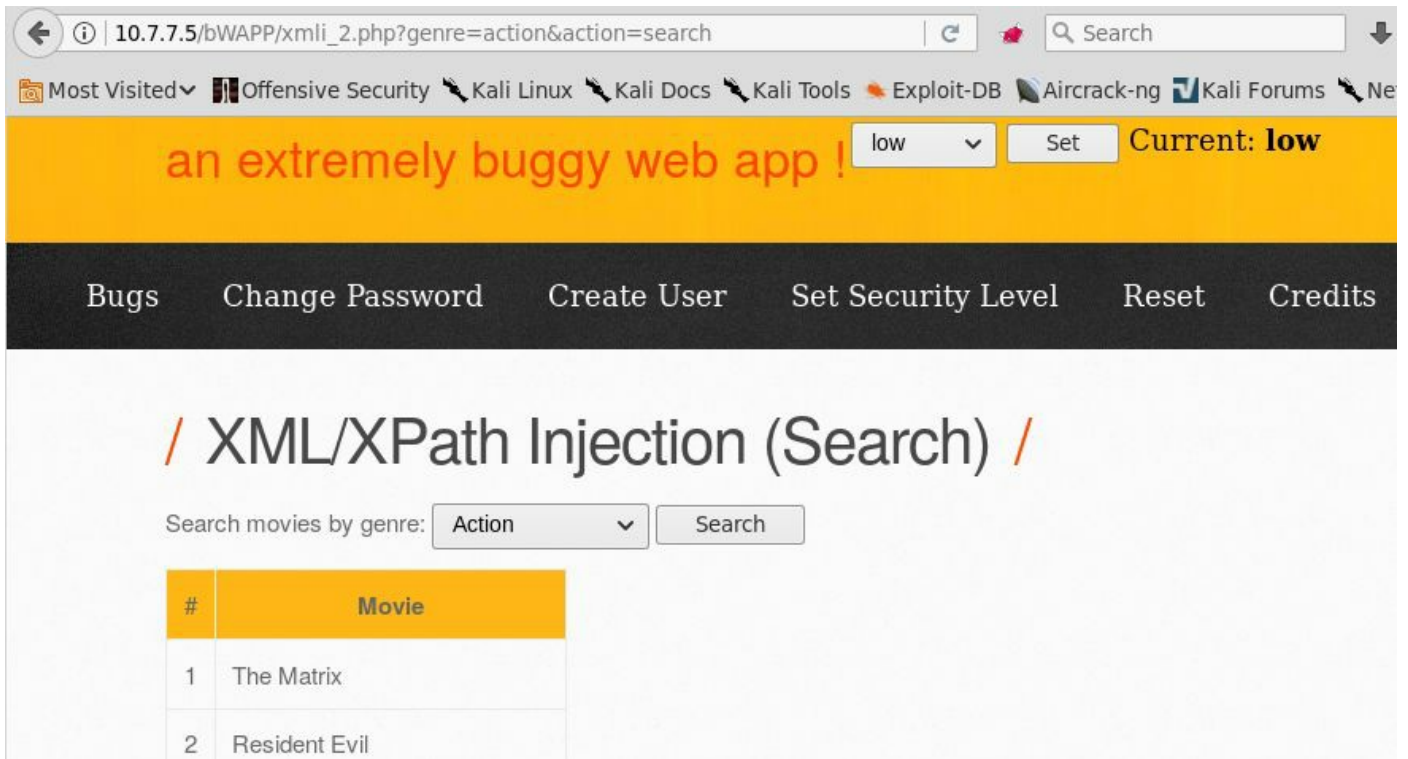 10.7.7.5/bWAPP/xmli_2.php?genre=action&action=search Search
Most Visited Offensive Security Kali Linux Kali Docs Kali Tools Exploit-DB Aircrack-ng Kali Forums Ne
an extremely buggy web app ! low Set Current: low
Bugs Change Password Create User Set Security Level Reset Credits
/ XML/XPath Injection (Search) /
Search movies by genre: Action Search
# Movie
1 The Matrix
2 Resident Evil